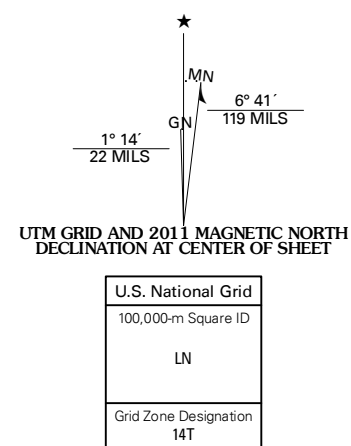 MN
6° 41´
119 MILS
GN
1° 14´
22 MILS
UTM GRID AND 2011 MAGNETIC NORTH
DECLINATION AT CENTER OF SHEET
U.S. National Grid
100,000-m Square ID
LN
Grid Zone Designation
14T